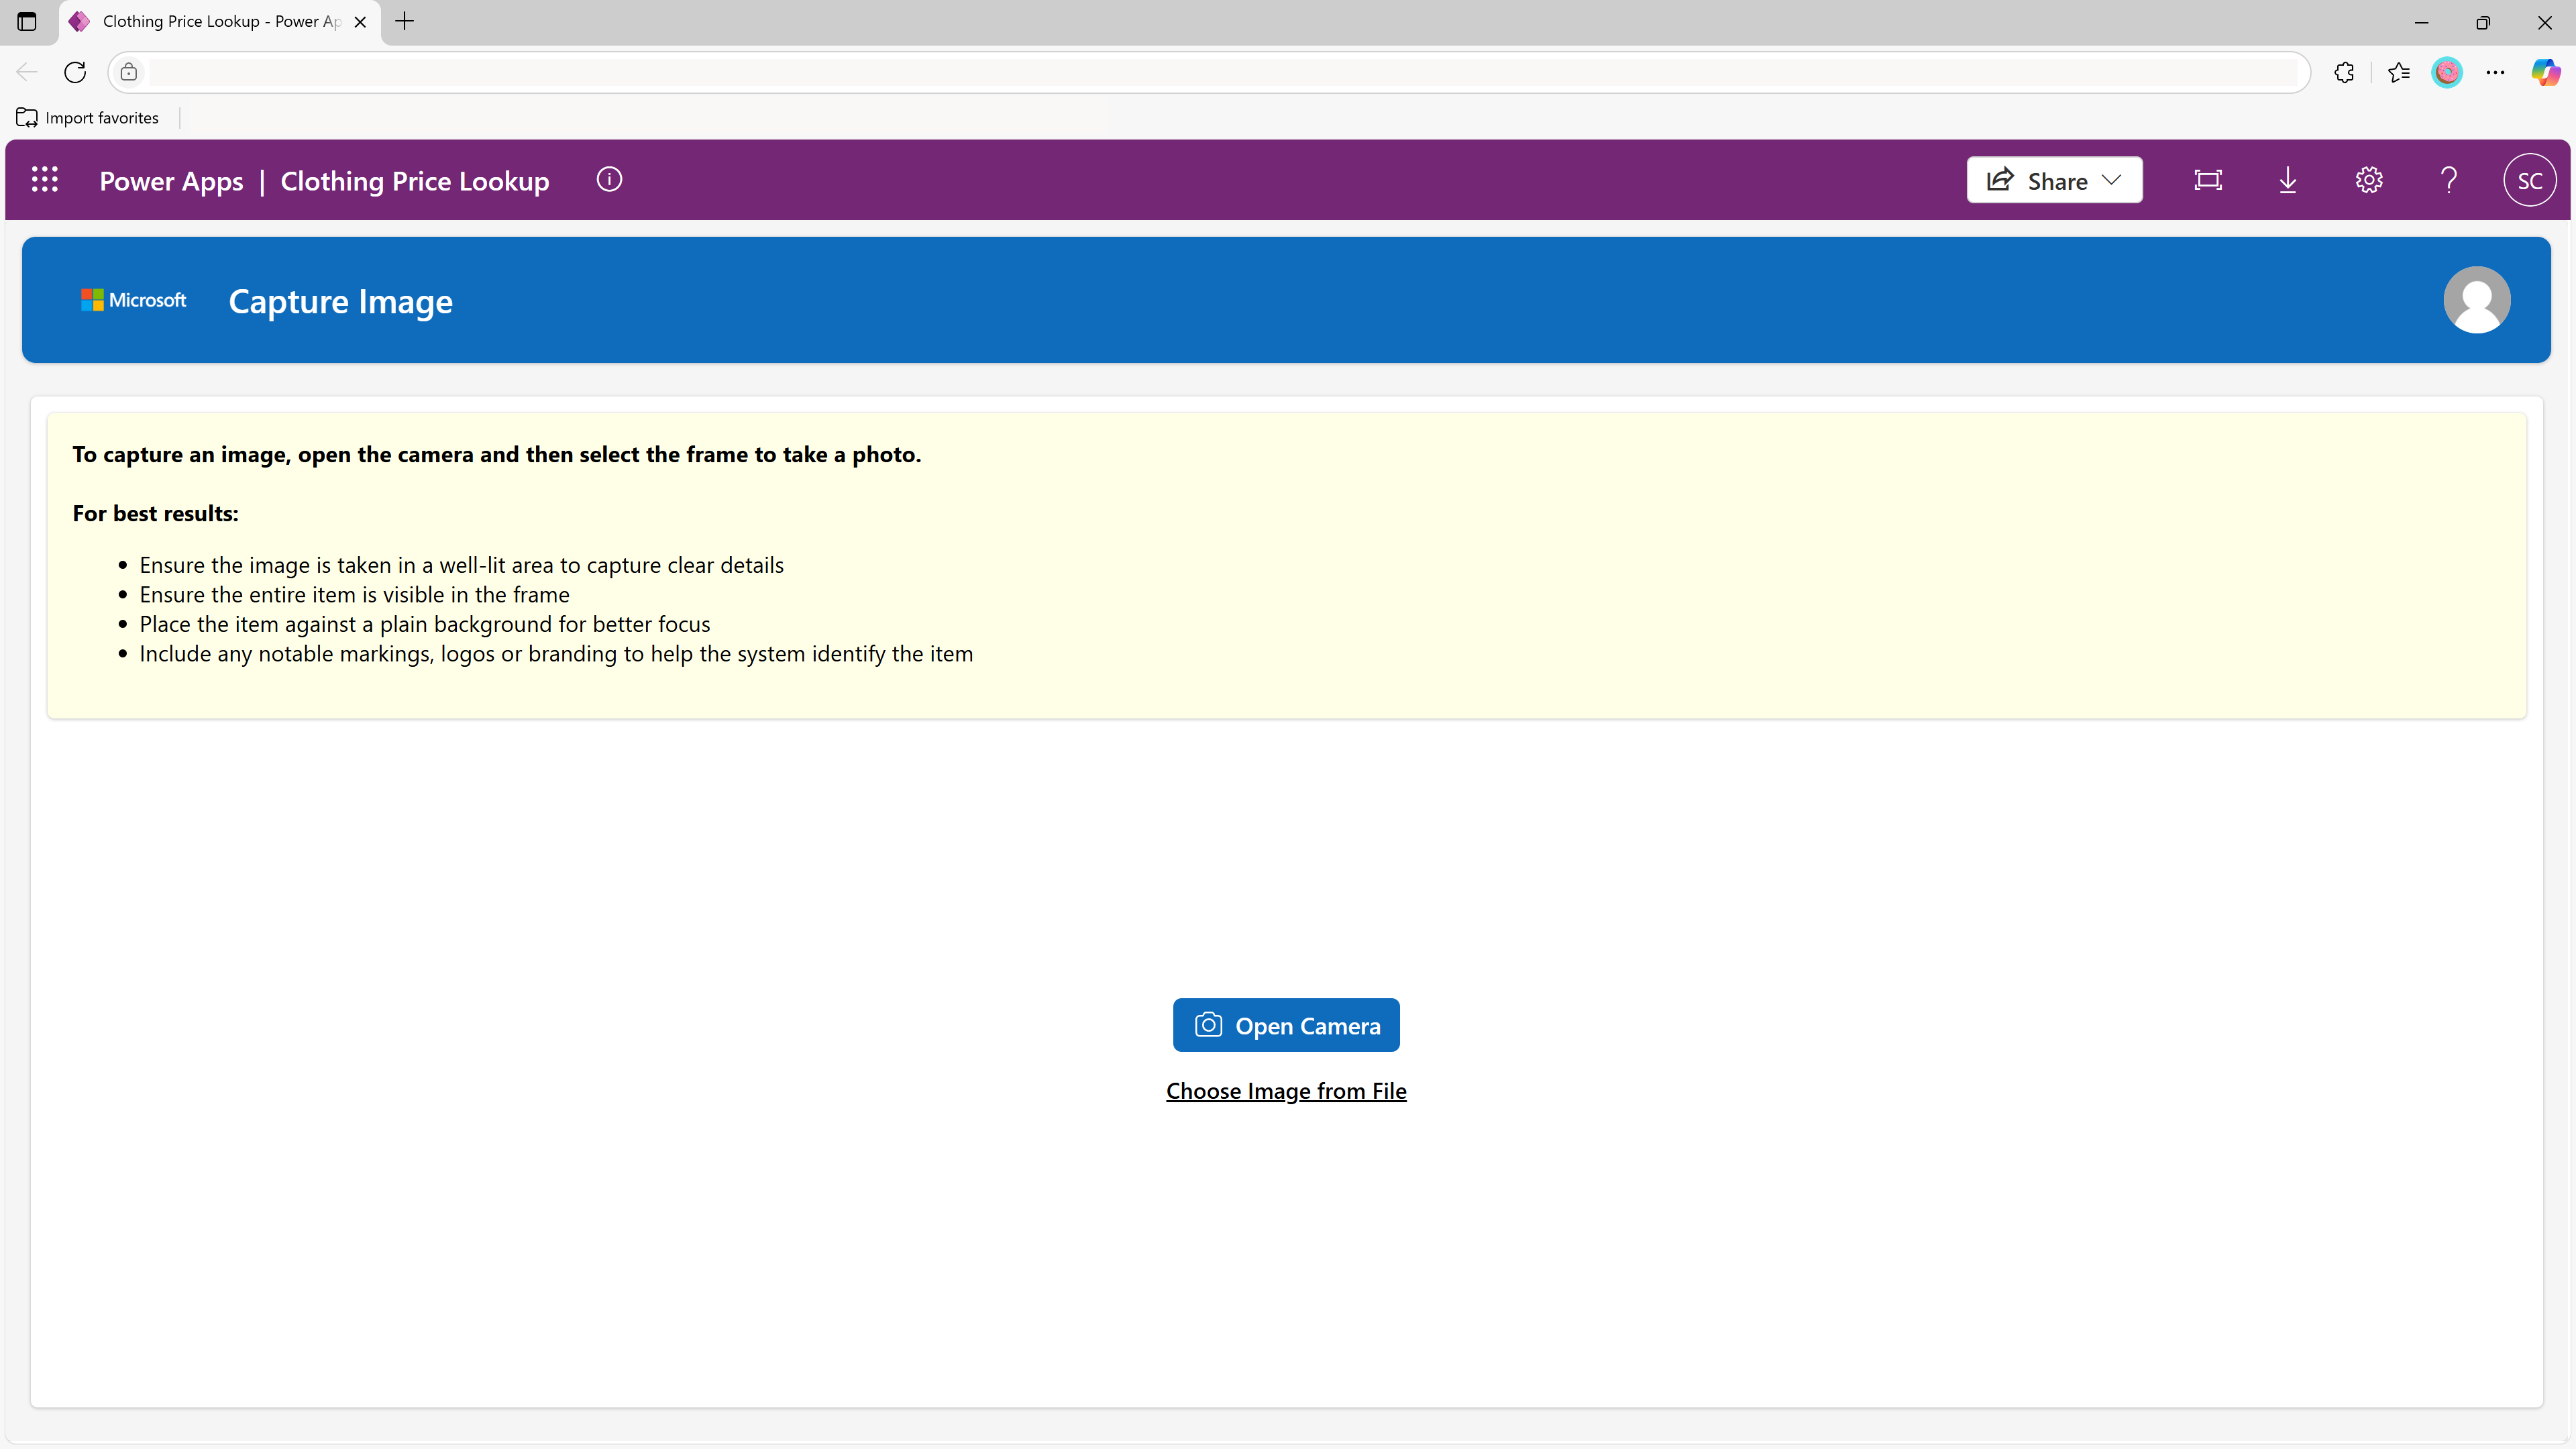 Clothing Price Lookup - Power Ap
Import favorites
Power Apps | Clothing Price Lookup
Share
SC
Microsoft
Capture Image
To capture an image, open the camera and then select the frame to take a photo.
For best results:
• Ensure the image is taken in a well-lit area to capture clear details
• Ensure the entire item is visible in the frame
• Place the item against a plain background for better focus
• Include any notable markings, logos or branding to help the system identify the item
Open Camera
Choose Image from File